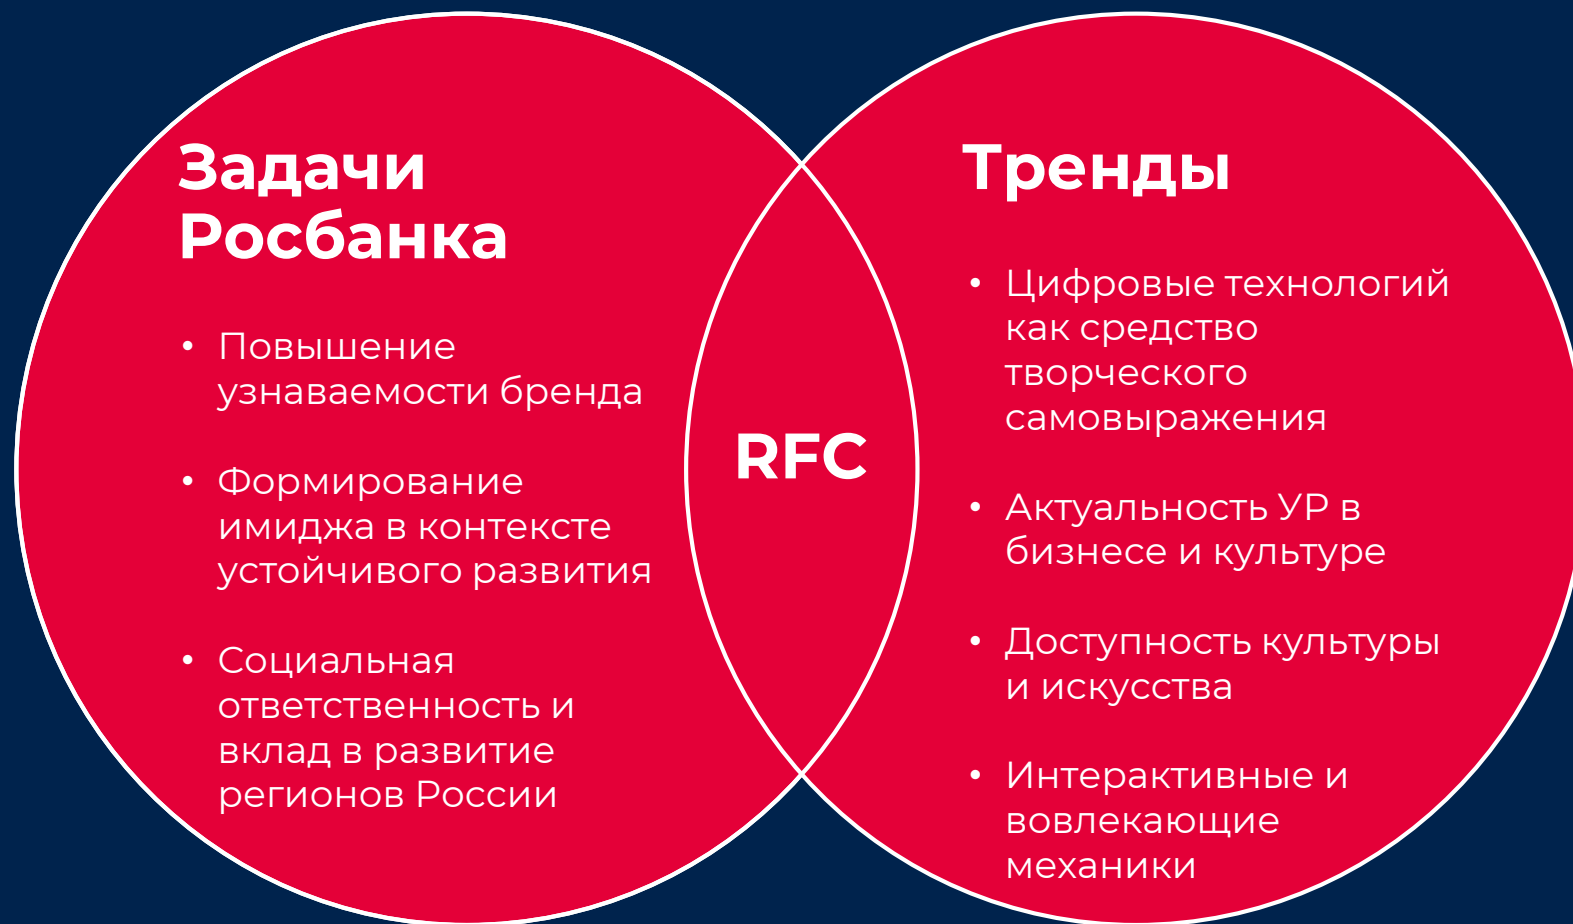 Задачи
Росбанка
• Повышение
узнаваемости бренда
• Формирование
имиджа в контексте
устойчивого развития
• Социальная
ответственность и
вклад в развитие
регионов России
RFC
Тренды
• Цифровые технологий
как средство
творческого
самовыражения
• Актуальность УР в
бизнесе и культуре
• Доступность культуры
и искусства
• Интерактивные и
вовлекающие
механики